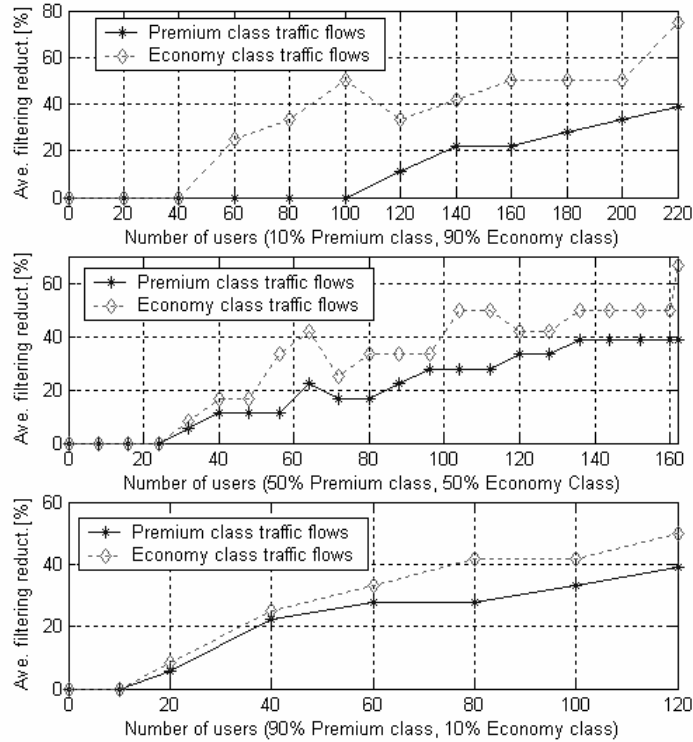 80
60
40
20
0
Ave. filtering reduct.[%]
Premium class traffic flows
Economy class traffic flows
0 20 40 60 80 100 120 140 160 180 200 220
Number of users (10% Premium class, 90% Economy class)
60
40
20
0
Ave. filtering reduct.[%]
Premium class traffic flows
Economy class traffic flows
0 20 40 60 80 100 120 140 160
Number of users (50% Premium class, 50% Economy Class)
60
40
20
0
Ave. filtering reduct.[%]
Premium class traffic flows
Economy class traffic flows
0 20 40 60 80 100 120
Number of users (90% Premium class, 10% Economy class)